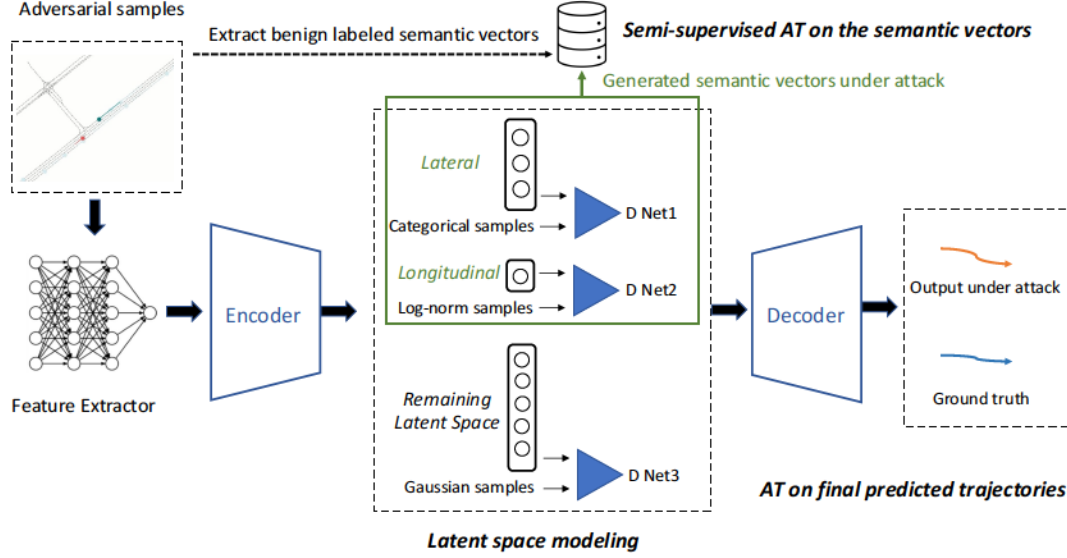 Adversarial samples
Extract benign labeled semantic vectors
Semi-supervised AT on the semantic vectors
Generated semantic vectors under attack
Lateral
Categorical samples
D Net1
Longitudinal
Log-norm samples
D Net2
Encoder
Decoder
Output under attack
Ground truth
Feature Extractor
Remaining
Latent Space
Gaussian samples
D Net3
AT on final predicted trajectories
Latent space modeling